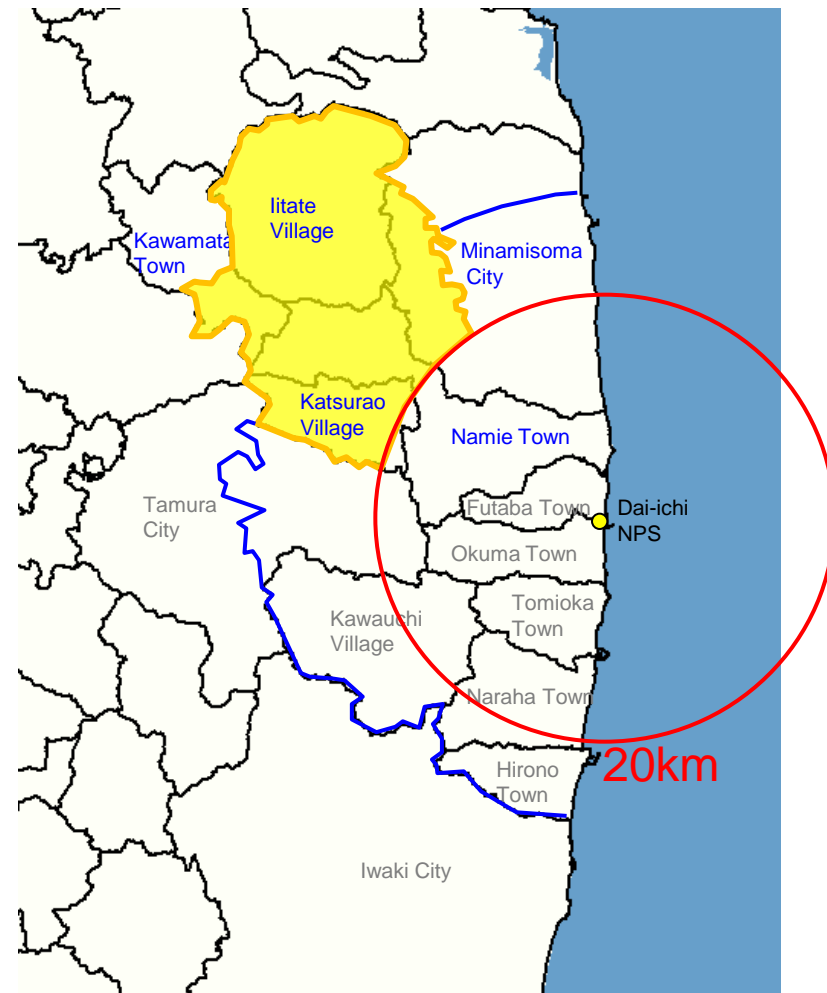 Iitate
Village
Kawamata
Town
Minamisoma
City
Katsurao
Village
Namie Town
Tamura
City
Futaba Town
Dai-ichi
NPS
Okuma Town
Tomioka
Town
Kawauchi
Village
Naraha Town
20km
Hirono
Town
Iwaki City